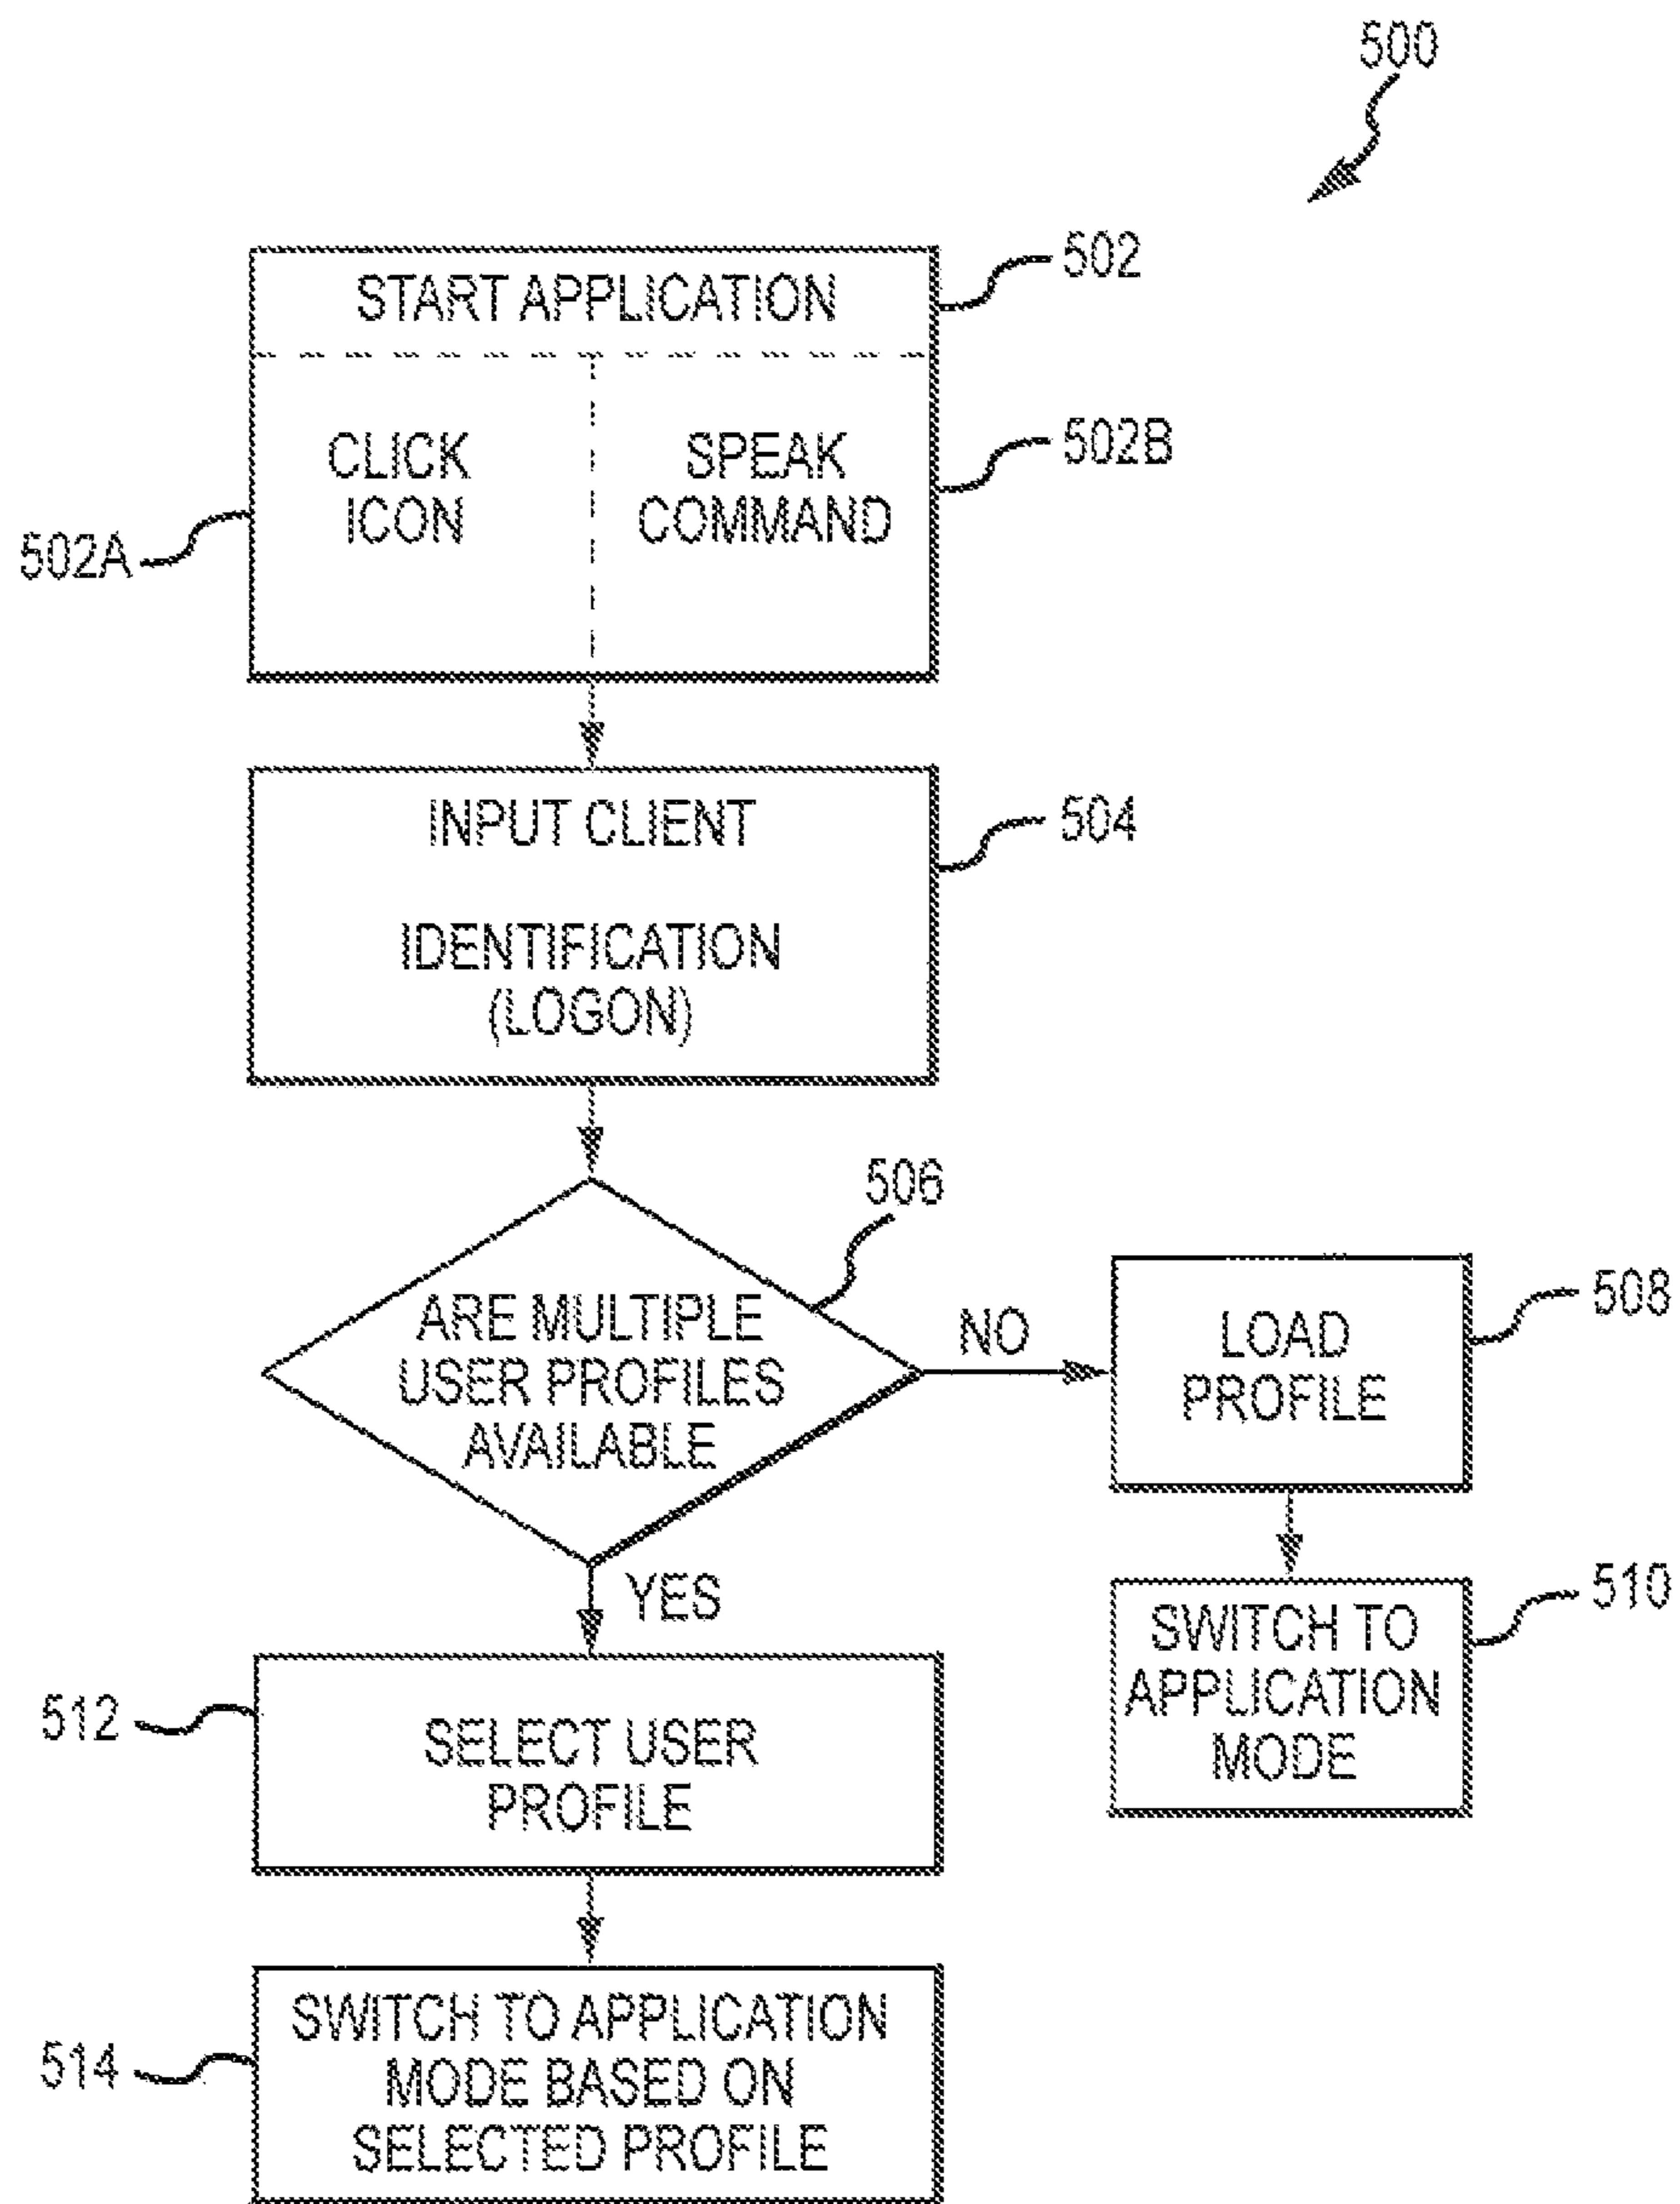 500
START APPLICATION
502
CLICK
ICON
502A
SPEAK
COMMAND
502B
INPUT CLIENT
IDENTIFICATION
(LOGON)
504
506
ARE MULTIPLE
USER PROFILES
AVAILABLE
NO
LOAD
PROFILE
508
SWITCH TO
APPLICATION
MODE
510
YES
512
SELECT USER
PROFILE
514
SWITCH TO APPLICATION
MODE BASED ON
SELECTED PROFILE